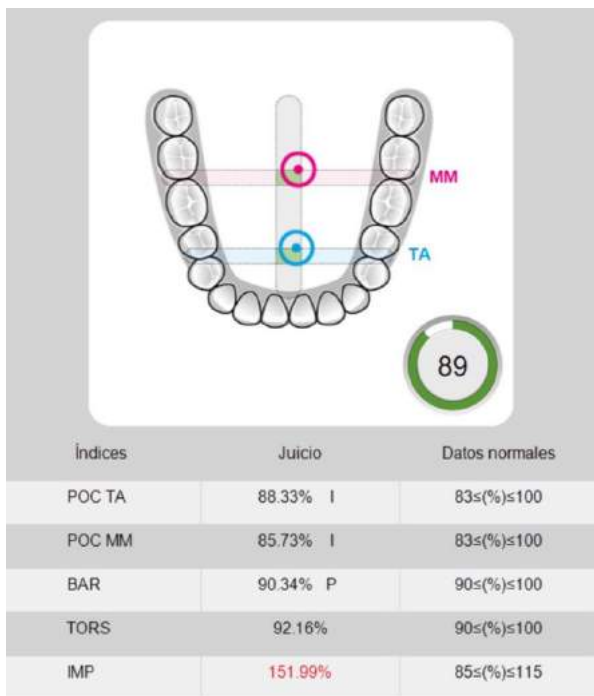 MM
TA
89
Índices Juicio Datos normales
POC TA 88.33% I 83≤(%)≤100
POC MM 85.73% I 83≤(%)≤100
BAR 90.34% P 90≤(%)≤100
TORS 92.16% 90≤(%)≤100
IMP 151.99% 85≤(%)≤115